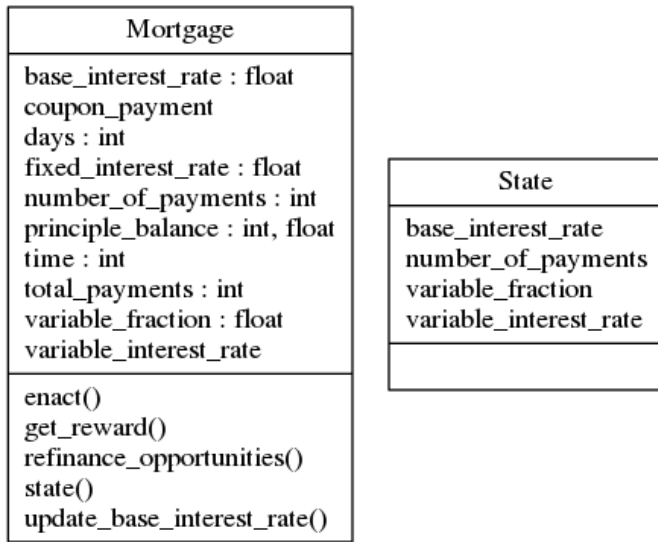 Mortgage
base_interest_rate : float
coupon_payment
days : int
fixed_interest_rate : float
number_of_payments : int
principle_balance : int, float
time : int
total_payments : int
variable_fraction : float
variable_interest_rate
enact()
get_reward()
refinance_opportunities()
state()
update_base_interest_rate()
State
base_interest_rate
number_of_payments
variable_fraction
variable_interest_rate